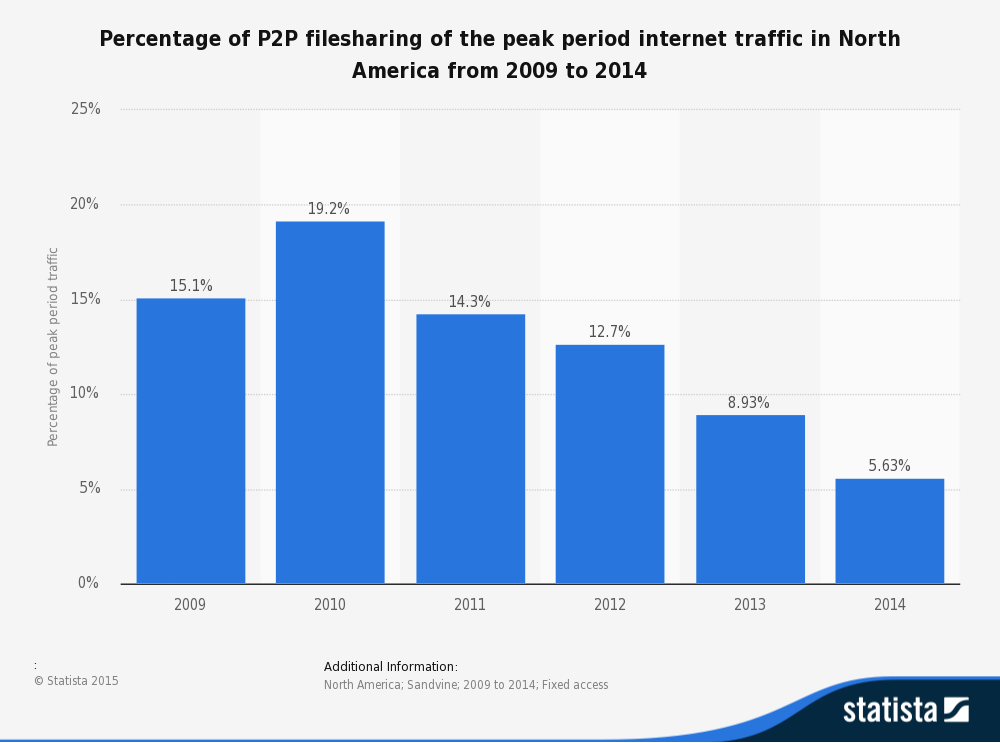 Percentage of P2P filesharing of the peak period internet traffic in North
America from 2009 to 2014
Percentage of peak period traffic
25%
20%
15%
10%
5%
0%
15.1%
19.2%
14.3%
12.7%
8.93%
5.63%
2009
2010
2011
2012
2013
2014
:
© Statista 2015
Additional Information:
North America; Sandvine; 2009 to 2014; Fixed access
statista